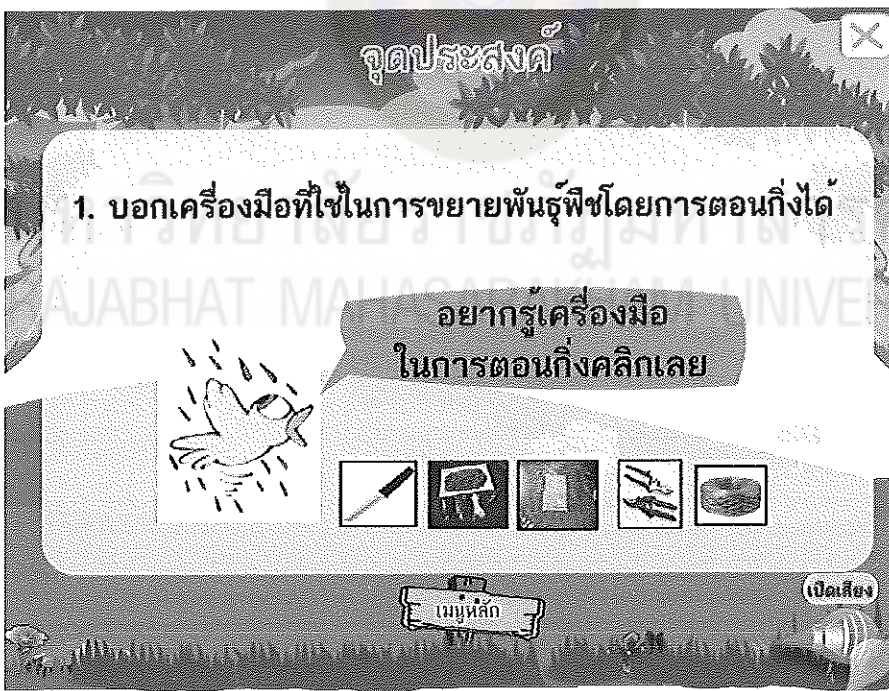 จุดประสงค์
1. บอกเครื่องมือที่ใช้ในการขยายพันธุ์พืชโดยการตอนกิ่งได้
อยากรู้เครื่องมือ
ในการตอนกิ่งคลิกเลย
เมนูหลัก
เปิดเสียง